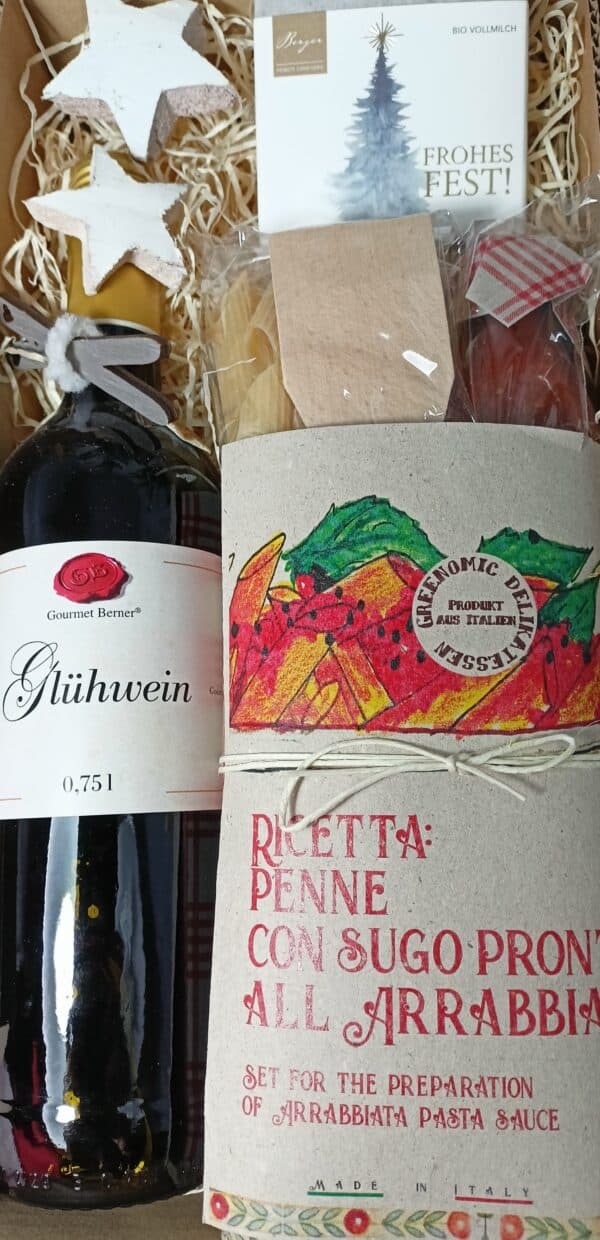 Berger
BIO VOLLMILCH
FROHES
FEST!
GB
Gourmet Berner®
Glühwein
0,75 l
GREENOMIC DELIKATESSEN
PRODUKT
AUS ITALIEN
RICETTA:
PENNE
CON SUGO PRONT
ALL ARRABBIA
SET FOR THE PREPARATION
OF ARRABBIATA PASTA SAUCE
MADE IN ITALY